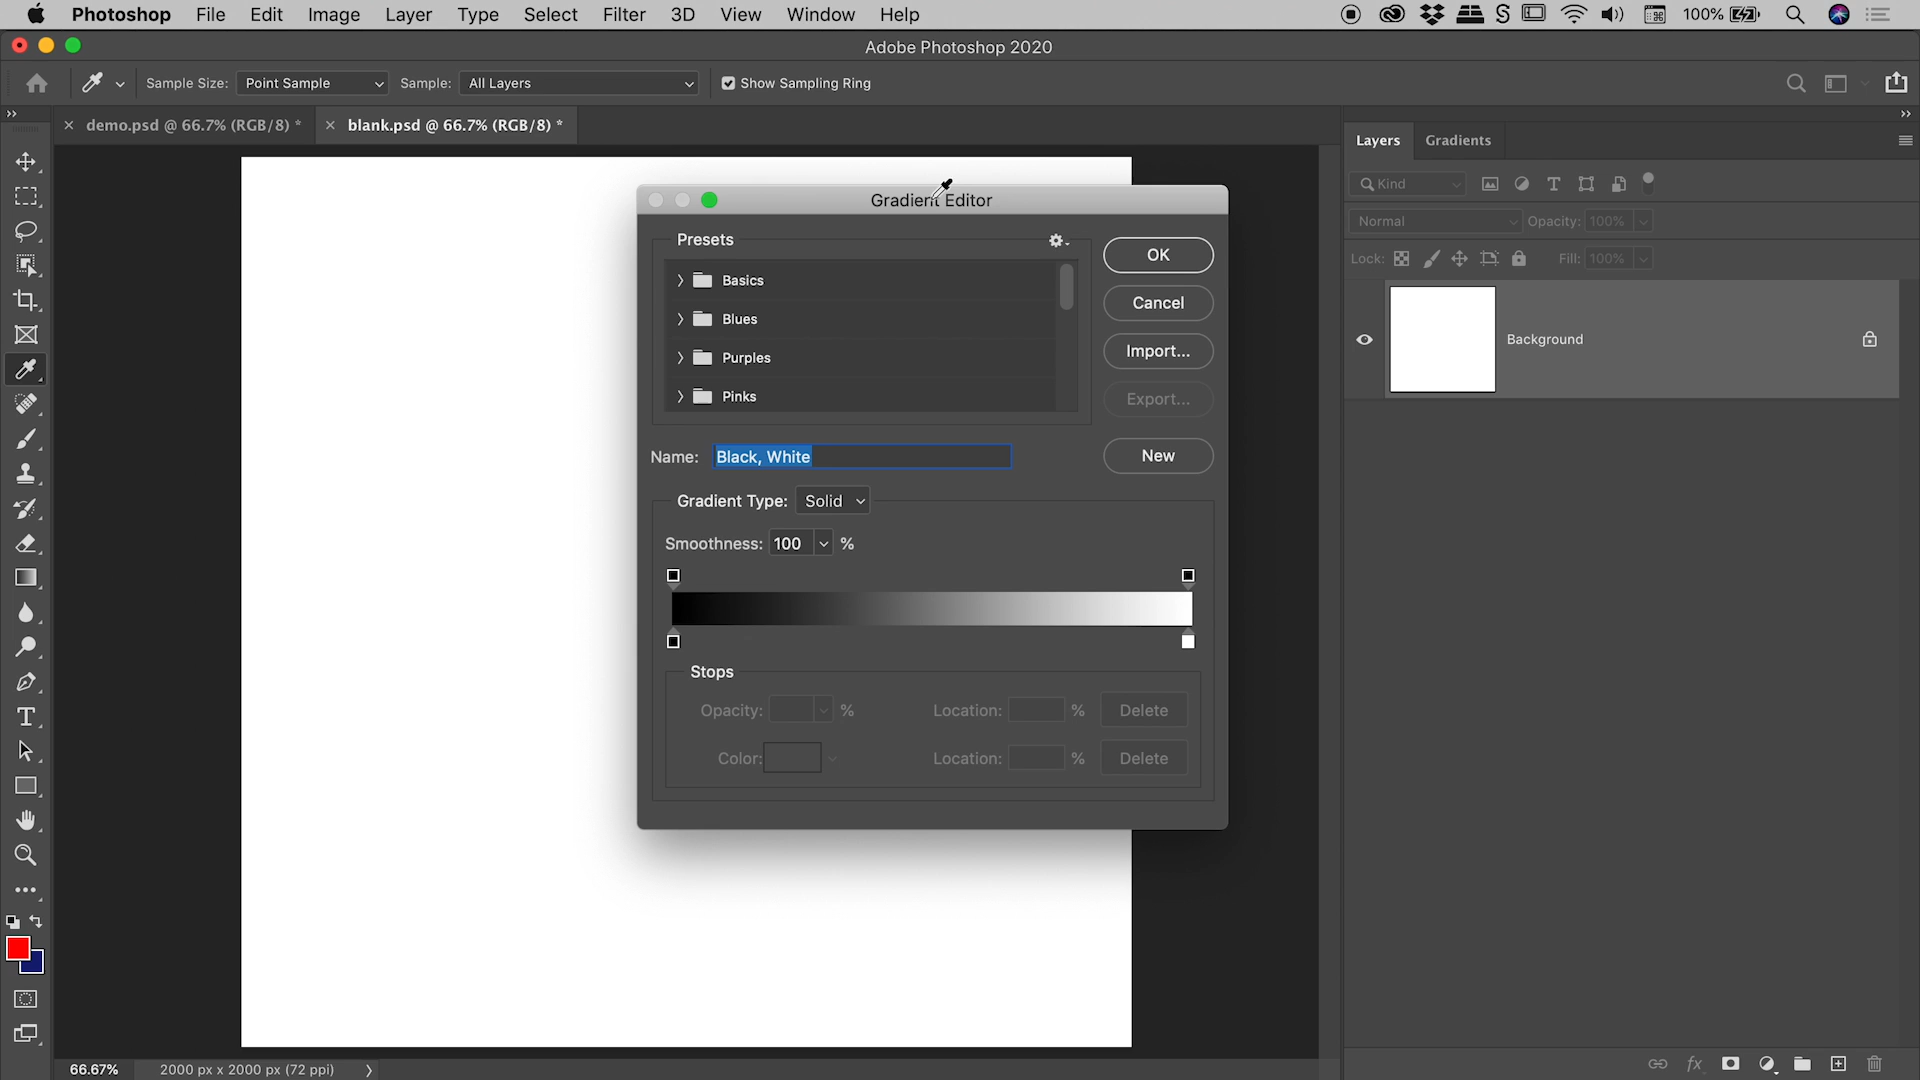 Photoshop File Edit Image Layer Type Select Filter 3D View Window Help 100%
Adobe Photoshop 2020
Sample Size: Point Sample Sample: All Layers Show Sampling Ring
demo.psd @ 66.7% (RGB/8) * blank.psd @ 66.7% (RGB/8) *
Layers Gradients
Kind
Normal Opacity: 100%
Lock: Fill: 100%
Background
Gradient Editor
Presets
Basics
Blues
Purples
Pinks
OK
Cancel
Import...
Export...
Name: Black, White
New
Gradient Type: Solid
Smoothness: 100 %
Stops
Opacity: % Location: % Delete
Color: Location: % Delete
66.67% 2000 px x 2000 px (72 ppi)
fx